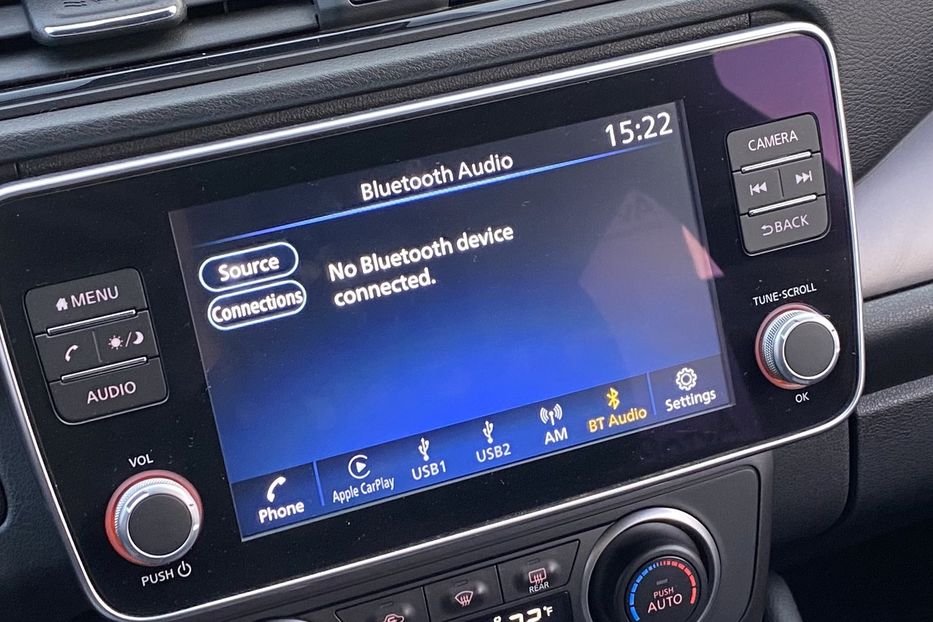 15:22
Bluetooth Audio
Source
Connections
No Bluetooth device
connected.
Phone
Apple CarPlay
USB1
USB2
AM
BT Audio
Settings
MENU
AUDIO
VOL
PUSH
CAMERA
BACK
TUNE·SCROLL
OK
REAR
°F
PUSH
AUTO